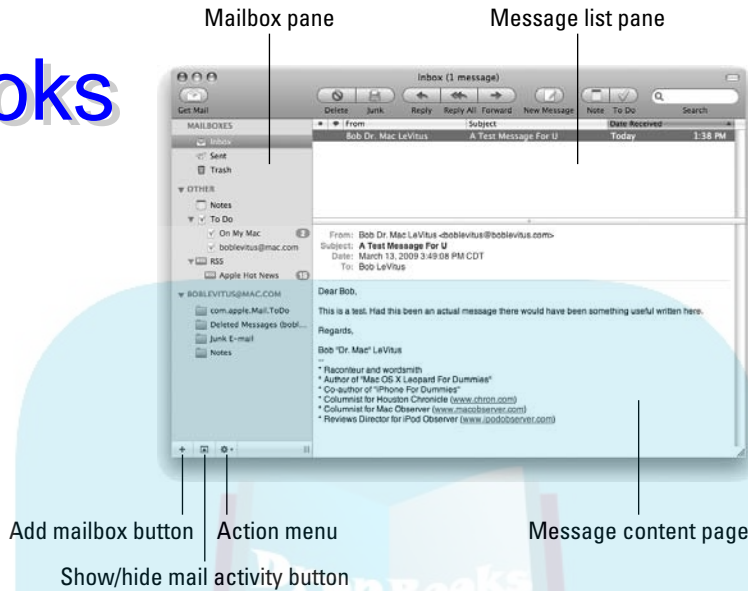 Mailbox pane
Message list pane
oks
Inbox (1 message)
Get Mail
Delete Junk Reply Reply All Forward New Message Note To Do Search
MAILBOXES
Inbox
Sent
Trash
OTHER
Notes
To Do
On My Mac 2
boblevitus@mac.com
RSS
Apple Hot News
BOBLEVITUS@MAC.COM
com.apple.Mail.ToDo
Deleted Messages (bobl...
Junk E-mail
Notes
From Subject Date Received
Bob Dr. Mac LeVitus A Test Message For U Today 1:38 PM
From: Bob Dr. Mac LeVitus <boblevitus@boblevitus.com>
Subject: A Test Message For U
Date: March 13, 2009 3:49:08 PM CDT
To: Bob LeVitus
Dear Bob,
This is a test. Had this been an actual message there would have been something useful written here.
Regards,
Bob "Dr. Mac" LeVitus
--
* Raconteur and wordsmith
* Author of "Mac OS X Leopard For Dummies"
* Co-author of "iPhone For Dummies"
* Columnist for Houston Chronicle (www.chron.com)
* Columnist for Mac Observer (www.macobserver.com)
* Reviews Director for iPod Observer (www.ipodobserver.com)
Add mailbox button
Action menu
Message content page
Show/hide mail activity button